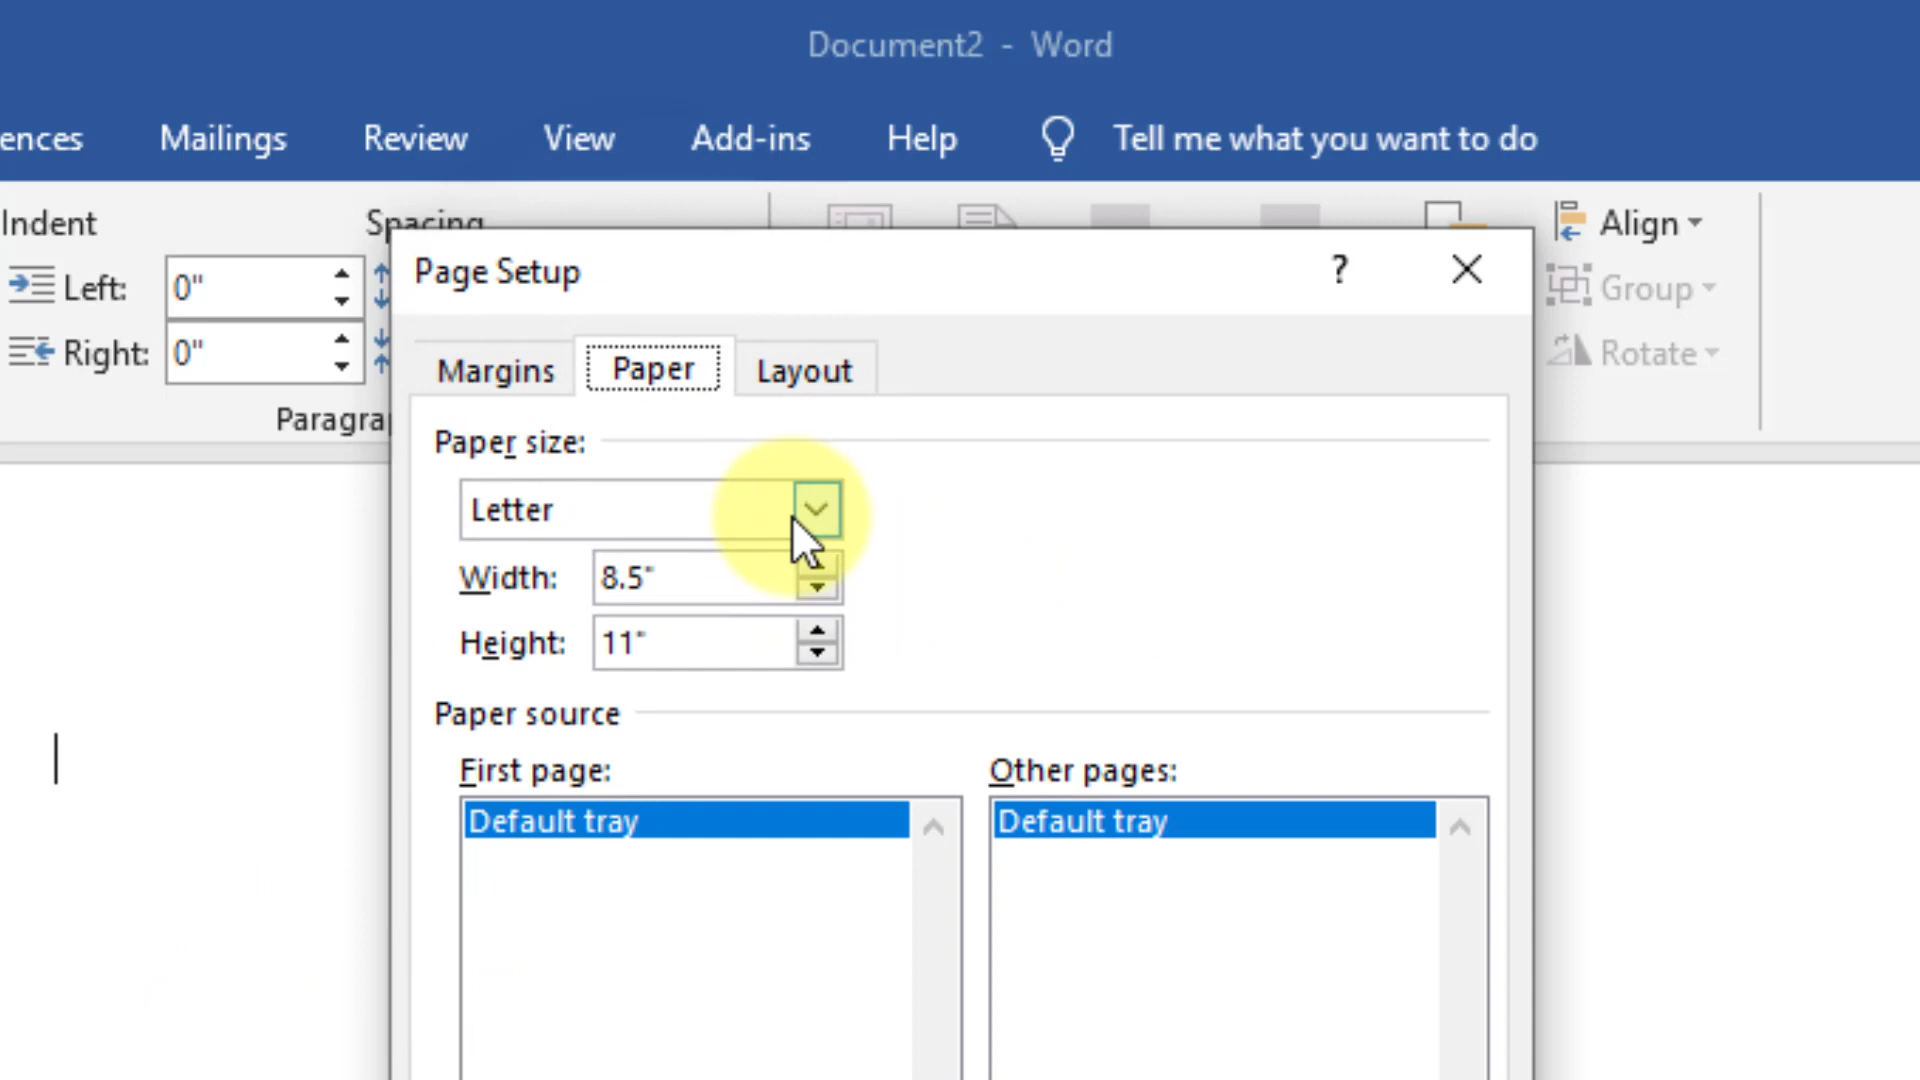 Document2 - Word
ences Mailings Review View Add-ins Help Tell me what you want to do
Indent Spacing
Align
Left: 0"
Group
Right: 0"
Rotate
Paragra
Page Setup ?
Margins Paper Layout
Paper size:
Letter
Width: 8.5"
Height: 11"
Paper source
First page: Other pages:
Default tray Default tray